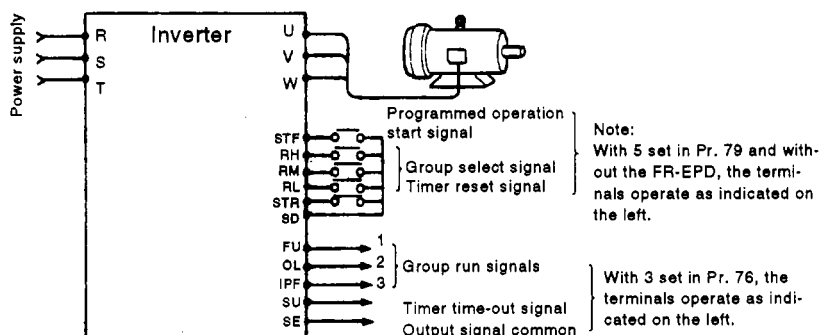 Power supply
R
S
T
Inverter
U
V
W
STF
RH
RM
RL
STR
SD
Programmed operation
start signal
Group select signal
Timer reset signal
Note:
With 5 set in Pr. 79 and with-
out the FR-EPD, the termi-
nals operate as indicated on
the left.
FU
OL
IPF
SU
SE
1
2
3
Group run signals
Timer time-out signal
Output signal common
With 3 set in Pr. 76, the
terminals operate as indi-
cated on the left.